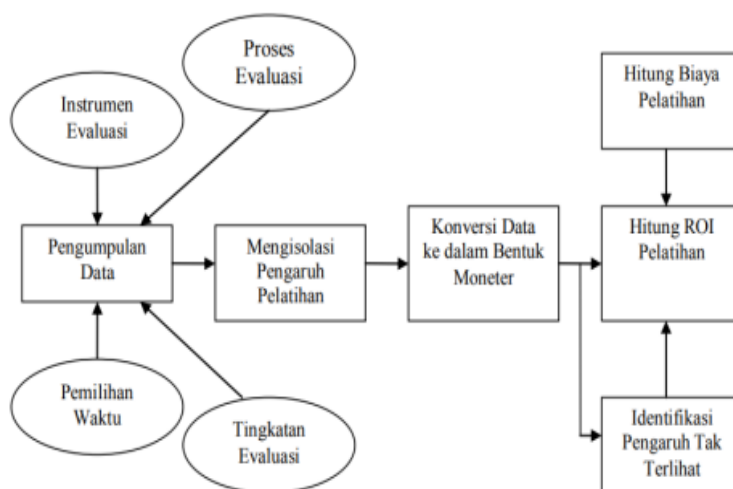 Proses
Evaluasi
Instrumen
Evaluasi
Hitung Biaya
Pelatihan
Pengumpulan
Data
Mengisolasi
Pengaruh
Pelatihan
Konversi Data
ke dalam Bentuk
Moneter
Hitung ROI
Pelatihan
Pemilihan
Waktu
Tingkatan
Evaluasi
Identifikasi
Pengaruh Tak
Terlihat